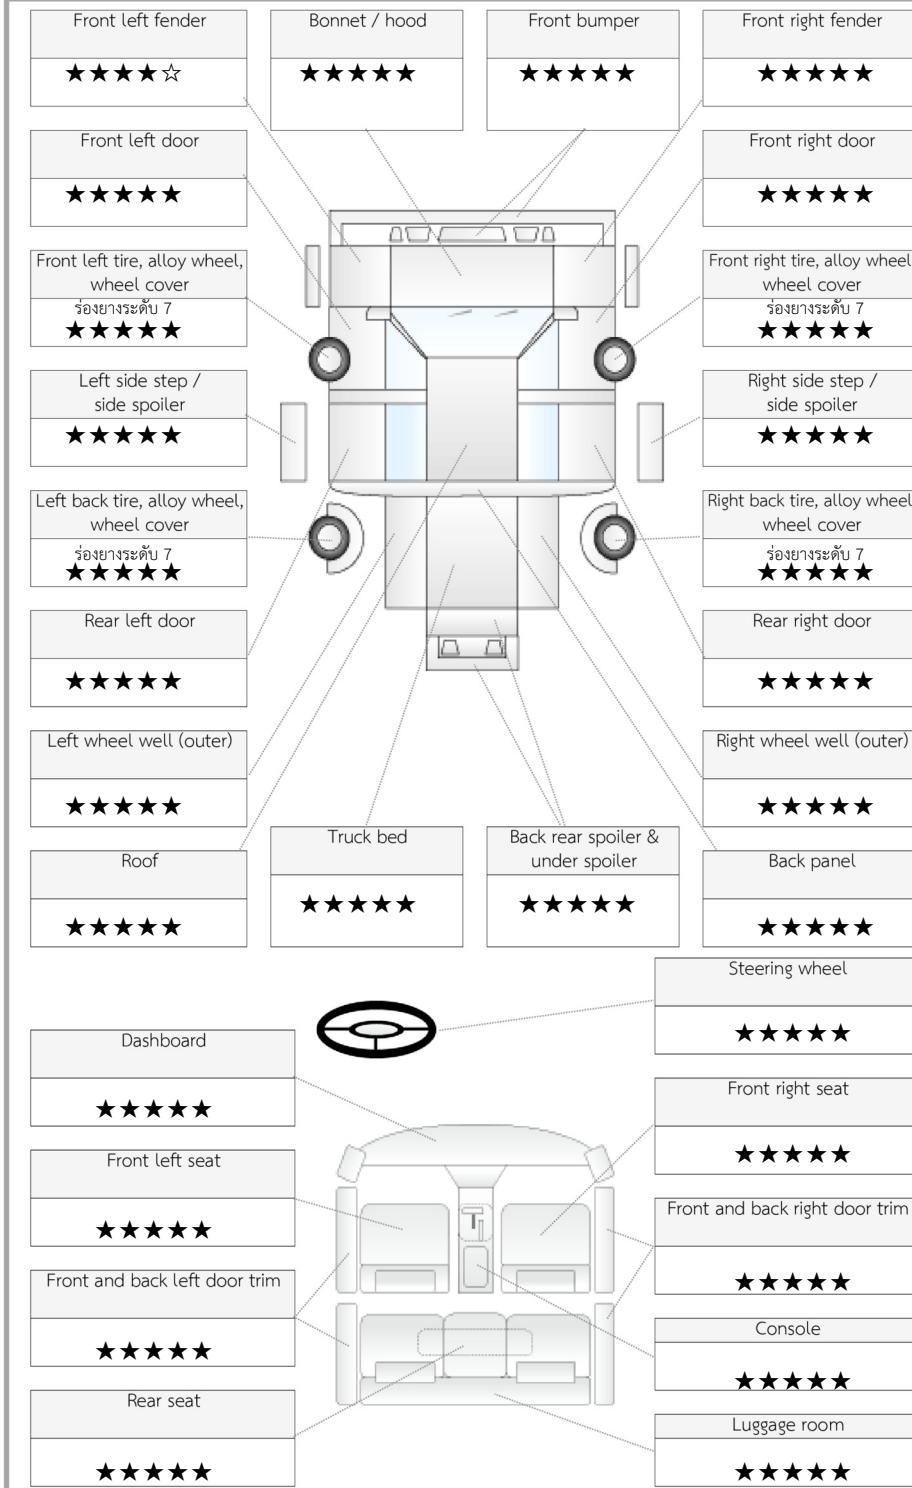 Front left fender
★★★★☆
Bonnet / hood
★★★★★
Front bumper
★★★★★
Front right fender
★★★★★
Front left door
★★★★★
Front right door
★★★★★
Front left tire, alloy wheel,
wheel cover
ร่องยางระดับ 7
★★★★★
Front right tire, alloy wheel
wheel cover
ร่องยางระดับ 7
★★★★★
Left side step /
side spoiler
★★★★★
Right side step /
side spoiler
★★★★★
Left back tire, alloy wheel,
wheel cover
ร่องยางระดับ 7
★★★★★
Right back tire, alloy wheel
wheel cover
ร่องยางระดับ 7
★★★★★
Rear left door
★★★★★
Rear right door
★★★★★
Left wheel well (outer)
★★★★★
Right wheel well (outer)
★★★★★
Roof
★★★★★
Truck bed
★★★★★
Back rear spoiler &
under spoiler
★★★★★
Back panel
★★★★★
Steering wheel
★★★★★
Dashboard
★★★★★
Front right seat
★★★★★
Front left seat
★★★★★
Front and back right door trim
★★★★★
Front and back left door trim
★★★★★
Console
★★★★★
Rear seat
★★★★★
Luggage room
★★★★★